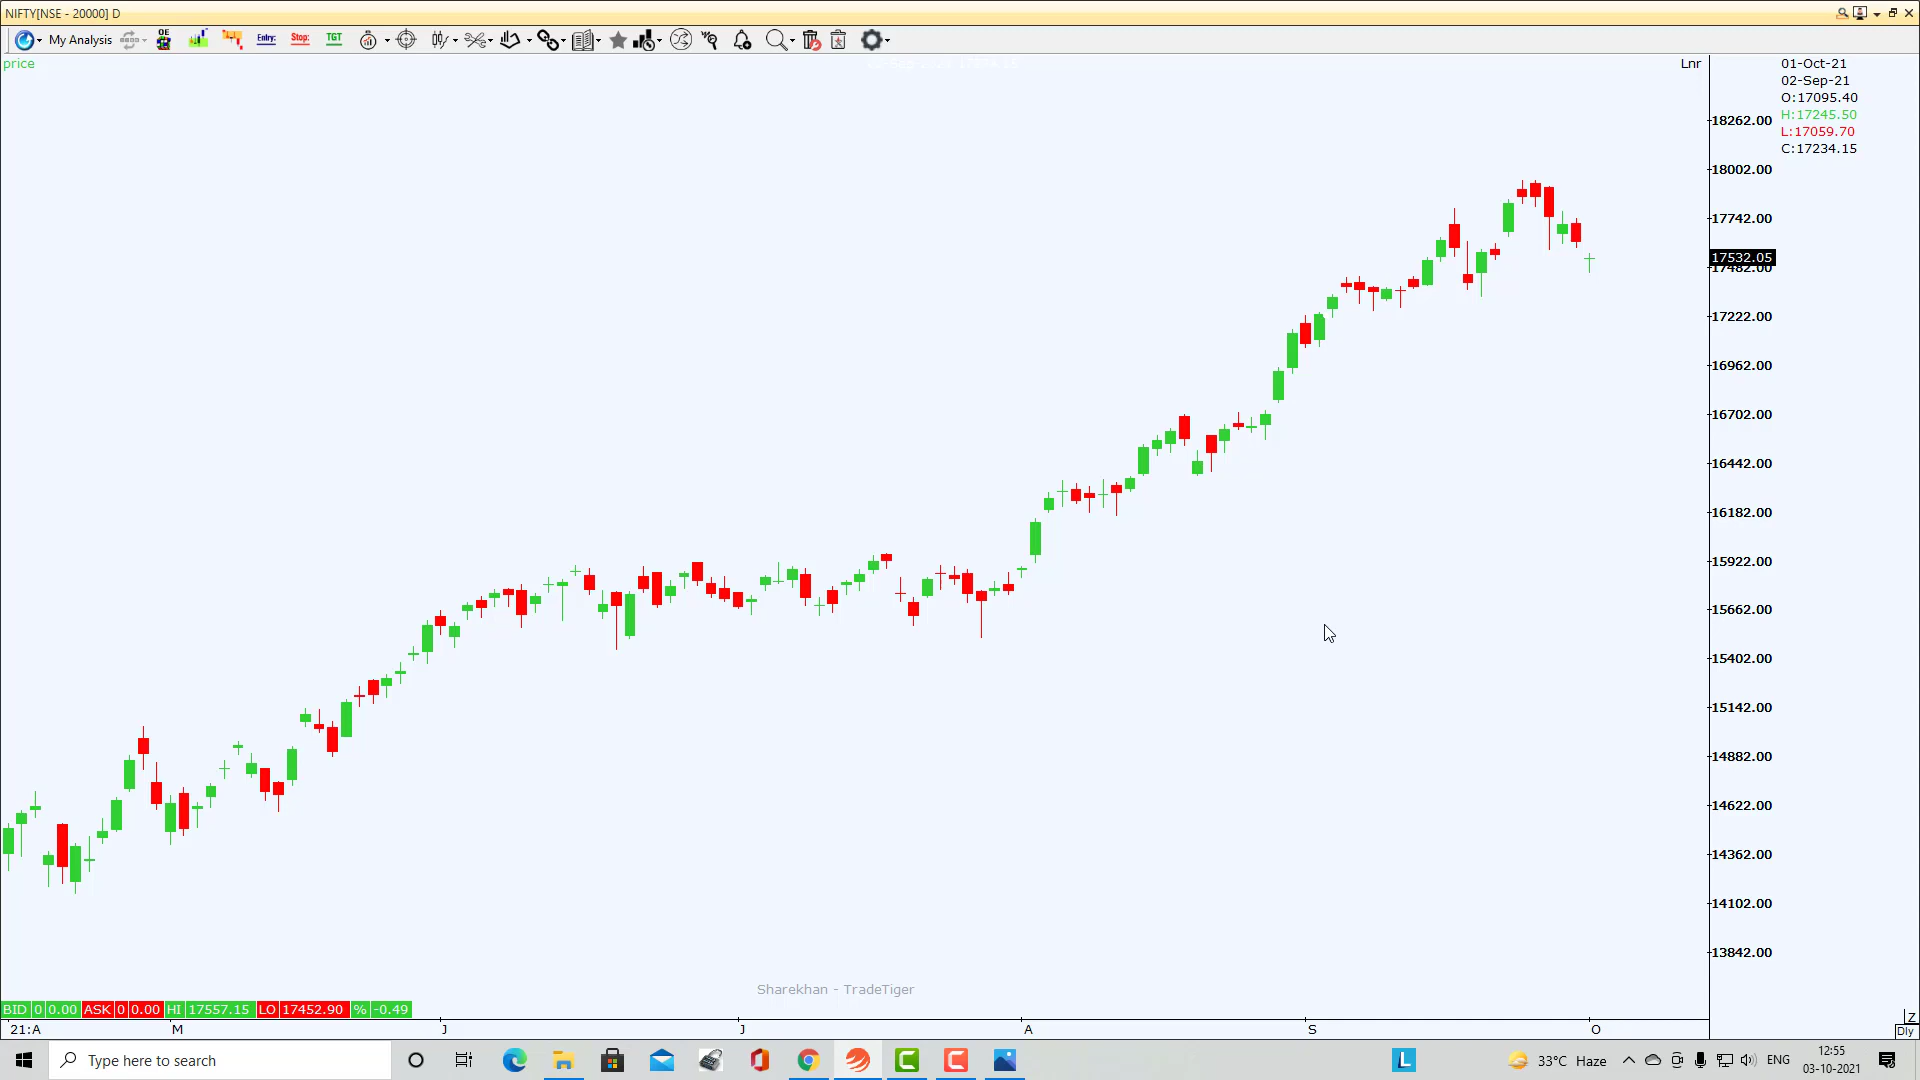 NIFTY[NSE - 20000] D
My Analysis
OE
Entry:
Stop:
TGT
price
Lnr
01-Oct-21
02-Sep-21
O:17095.40
H:17245.50
L:17059.70
C:17234.15
18262.00
18002.00
17742.00
17532.05
17482.00
17222.00
16962.00
16702.00
16442.00
16182.00
15922.00
15662.00
15402.00
15142.00
14882.00
14622.00
14362.00
14102.00
13842.00
Sharekhan - TradeTiger
BID 0 0.00 ASK 0 0.00 HI 17557.15 LO 17452.90 % -0.49
21:A M J J A S O
Z
Dly
Type here to search
L
33°C Haze
ENG
12:55
03-10-2021